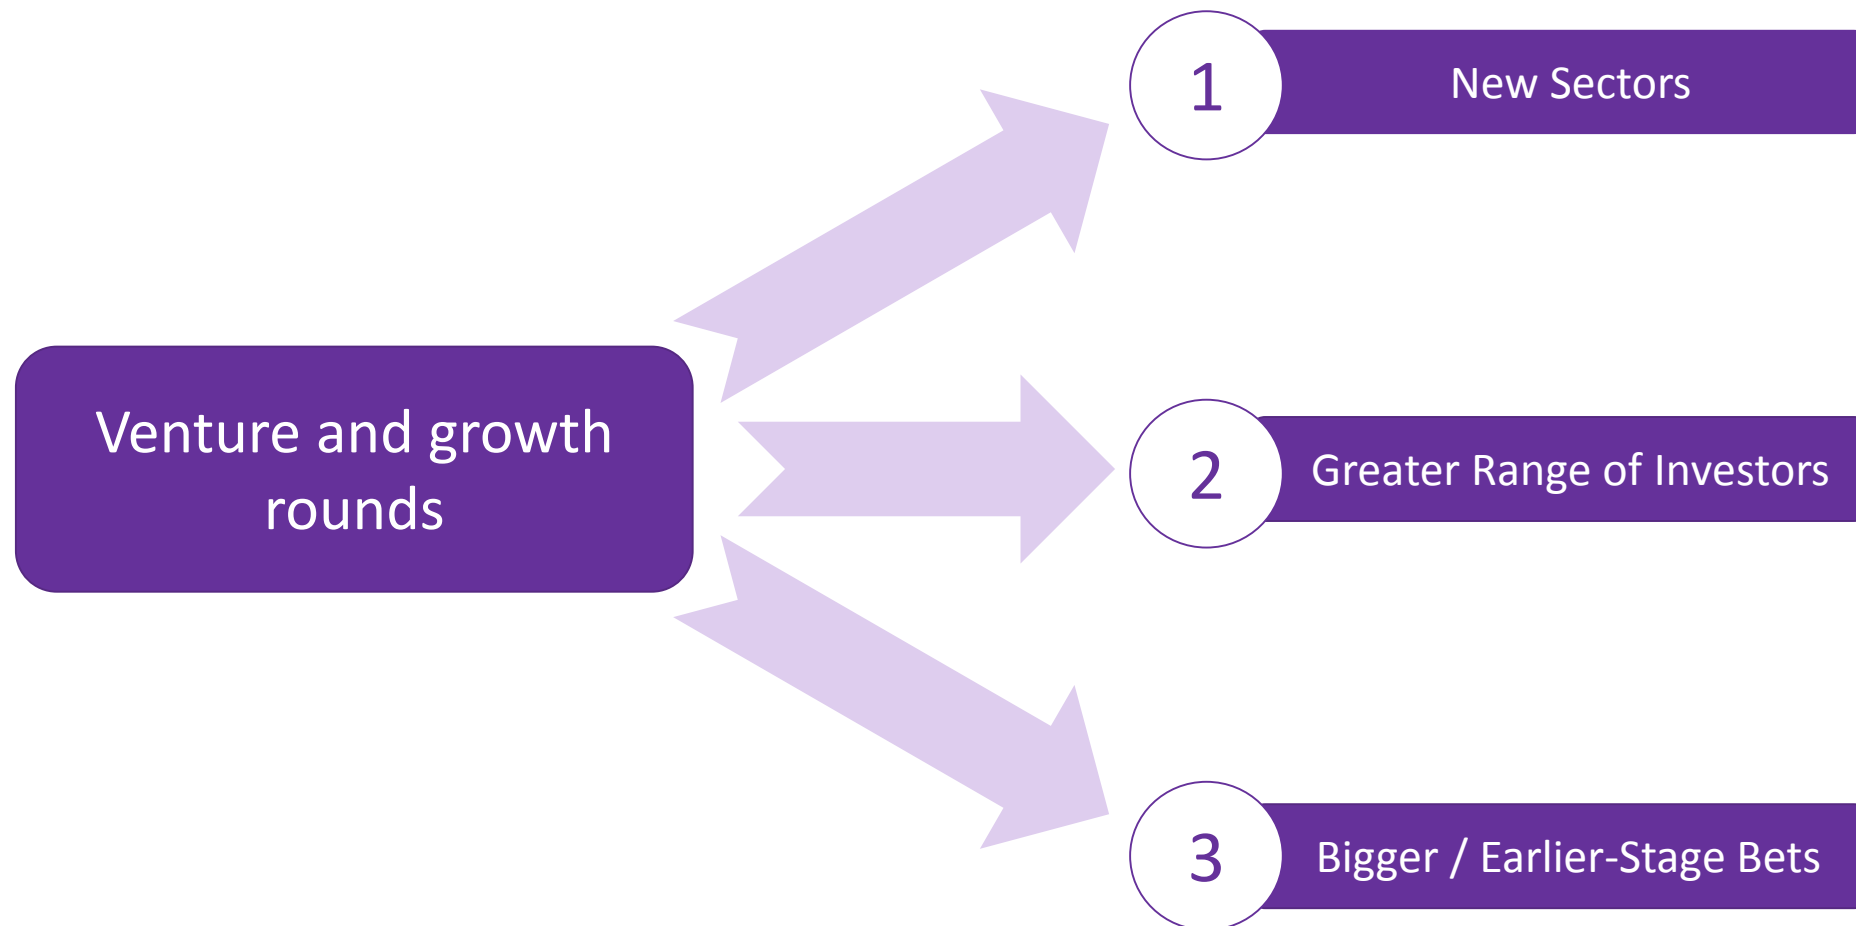 Venture and growth
rounds
1
New Sectors
2
Greater Range of Investors
3
Bigger / Earlier-Stage Bets